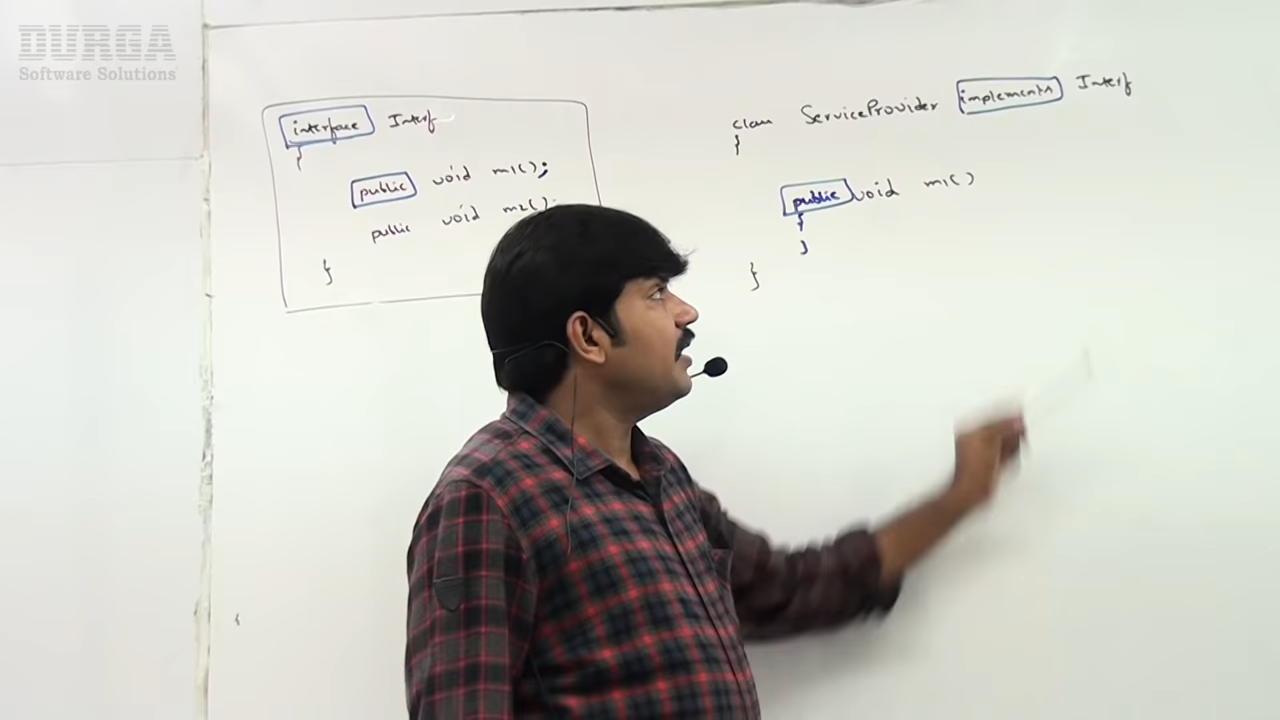 DURGA
Software Solutions
interface Interf
{
public void m1();
public void m2();
}
class ServiceProvider implements Interf
{
public void m1()
{
}
}